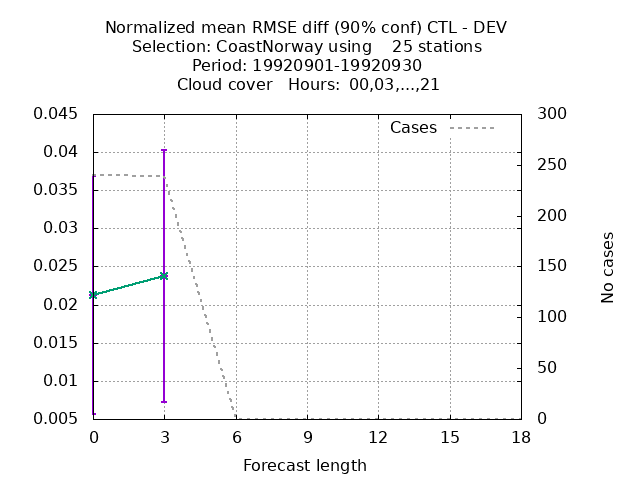 Normalized mean RMSE diff (90% conf) CTL - DEV
Selection: CoastNorway using    25 stations
Period: 19920901-19920930
Cloud cover   Hours:  00,03,...,21
Cases
0.045
0.04
0.035
0.03
0.025
0.02
0.015
0.01
0.005
300
250
200
150
100
50
0
No cases
0 3 6 9 12 15 18
Forecast length